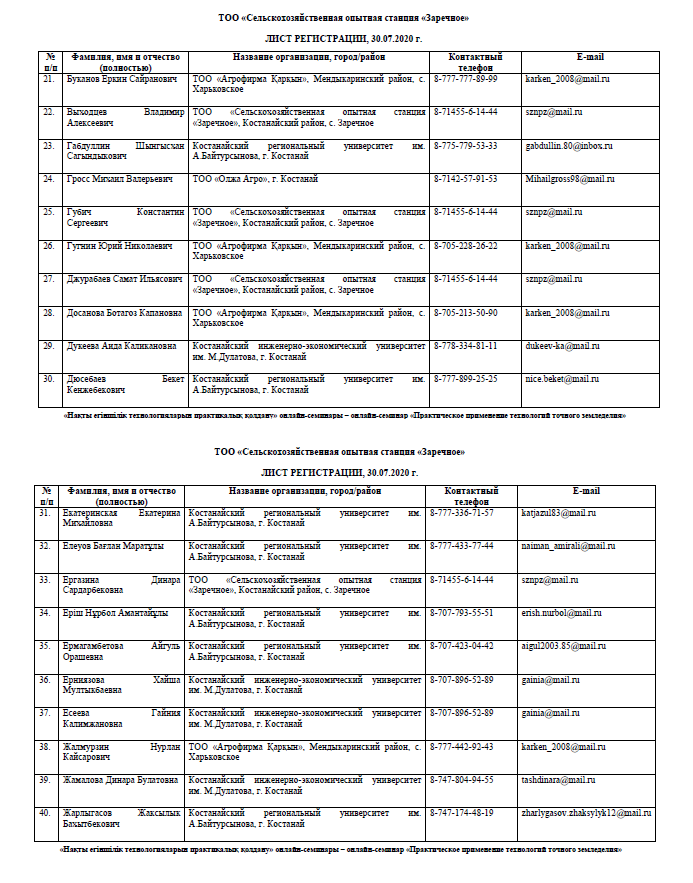 ТОО «Сельскохозяйственная опытная станция «Заречное»
ЛИСТ РЕГИСТРАЦИИ, 30.07.2020 г.
№ Фамилия, имя и отчество Название организации, город/район Контактный E-mail
п/п (полностью) телефон
21. Буканов Еркин Сайранович ТОО «Агрофирма Қарқын», Мендыкаринский район, с. 8-777-777-89-99 karken_2008@mail.ru
Харьковское
22. Выходцев Владимир ТОО «Сельскохозяйственная опытная станция 8-71455-6-14-44 sznpz@mail.ru
Алексеевич «Заречное», Костанайский район, с. Заречное
23. Габдуллин Шынгысхан Костанайский региональный университет им. 8-775-779-53-33 gabdullin.80@inbox.ru
Сагындыкович А.Байтурсынова, г. Костанай
24. Гросс Михаил Валерьевич ТОО «Олжа Агро», г. Костанай 8-7142-57-91-53 Mihailgross98@mail.ru
25. Губич Константин ТОО «Сельскохозяйственная опытная станция 8-71455-6-14-44 sznpz@mail.ru
Сергеевич «Заречное», Костанайский район, с. Заречное
26. Гугнин Юрий Николаевич ТОО «Агрофирма Қарқын», Мендыкаринский район, с. 8-705-228-26-22 karken_2008@mail.ru
Харьковское
27. Джурабаев Самат Ильясович ТОО «Сельскохозяйственная опытная станция 8-71455-6-14-44 sznpz@mail.ru
«Заречное», Костанайский район, с. Заречное
28. Досанова Ботагоз Капановна ТОО «Агрофирма Қарқын», Мендыкаринский район, с. 8-705-213-50-90 karken_2008@mail.ru
Харьковское
29. Дукеева Аида Каликановна Костанайский инженерно-экономический университет 8-778-334-81-11 dukeev-ka@mail.ru
им. М.Дулатова, г. Костанай
30. Дюсебаев Бекет Костанайский региональный университет им. 8-777-899-25-25 nice.beket@mail.ru
Кенжебекович А.Байтурсынова, г. Костанай
«Нақты егіншілік технологияларын практикалық қолдану» онлайн-семинары – онлайн-семинар «Практическое применение технологий точного земледелия»
ТОО «Сельскохозяйственная опытная станция «Заречное»
ЛИСТ РЕГИСТРАЦИИ, 30.07.2020 г.
№ Фамилия, имя и отчество Название организации, город/район Контактный E-mail
п/п (полностью) телефон
31. Екатеринская Екатерина Костанайский региональный университет им. 8-777-336-71-57 katjazul83@mail.ru
Михайловна А.Байтурсынова, г. Костанай
32. Елеуов Бағлан Маратұлы Костанайский региональный университет им. 8-777-433-77-44 naiman_amirali@mail.ru
А.Байтурсынова, г. Костанай
33. Ергазина Динара ТОО «Сельскохозяйственная опытная станция 8-71455-6-14-44 sznpz@mail.ru
Сардарбековна «Заречное», Костанайский район, с. Заречное
34. Еріш Нұрбол Амантайұлы Костанайский региональный университет им. 8-707-793-55-51 erish.nurbol@mail.ru
А.Байтурсынова, г. Костанай
35. Ермагамбетова Айгуль Костанайский региональный университет им. 8-707-423-04-42 aigul2003.85@mail.ru
Орашевна А.Байтурсынова, г. Костанай
36. Ерниязова Хайша Костанайский инженерно-экономический университет 8-707-896-52-89 gainia@mail.ru
Мултыкбаевна им. М.Дулатова, г. Костанай
37. Есеева Гайния Костанайский инженерно-экономический университет 8-707-896-52-89 gainia@mail.ru
Калимжановна им. М.Дулатова, г. Костанай
38. Жалмурзин Нурлан ТОО «Агрофирма Қарқын», Мендыкаринский район, с. 8-777-442-92-43 karken_2008@mail.ru
Кайсарович Харьковское
39. Жамалова Динара Булатовна Костанайский инженерно-экономический университет 8-747-804-94-55 tashdinara@mail.ru
им. М.Дулатова, г. Костанай
40. Жарлыгасов Жаксылык Костанайский региональный университет им. 8-747-174-48-19 zharlygasov.zhaksylyk12@mail.ru
Бахытбекович А.Байтурсынова, г. Костанай
«Нақты егіншілік технологияларын практикалық қолдану» онлайн-семинары – онлайн-семинар «Практическое применение технологий точного земледелия»